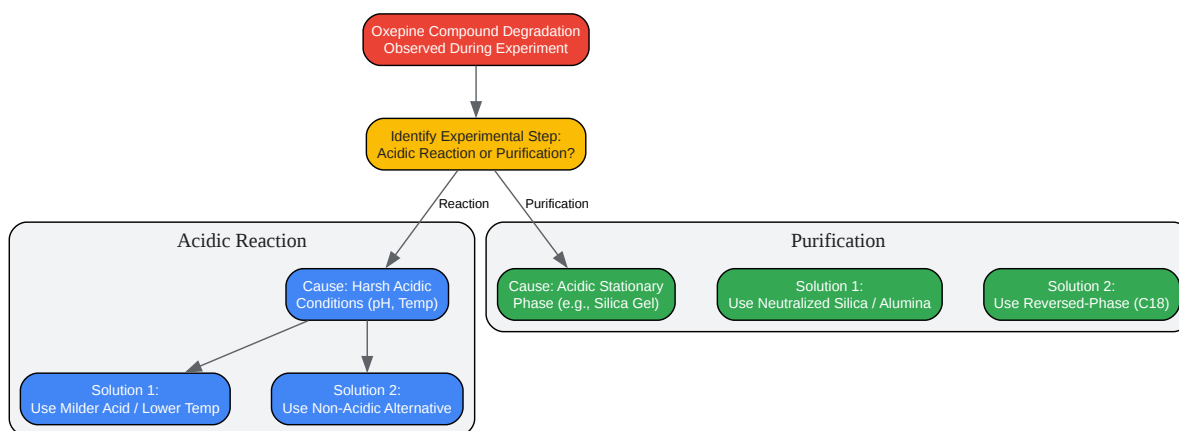 Oxepine Compound Degradation
Observed During Experiment
Identify Experimental Step:
Acidic Reaction or Purification?
Reaction
Purification
Acidic Reaction
Cause: Harsh Acidic
Conditions (pH, Temp)
Solution 1:
Use Milder Acid / Lower Temp
Solution 2:
Use Non-Acidic Alternative
Purification
Cause: Acidic Stationary
Phase (e.g., Silica Gel)
Solution 1:
Use Neutralized Silica / Alumina
Solution 2:
Use Reversed-Phase (C18)